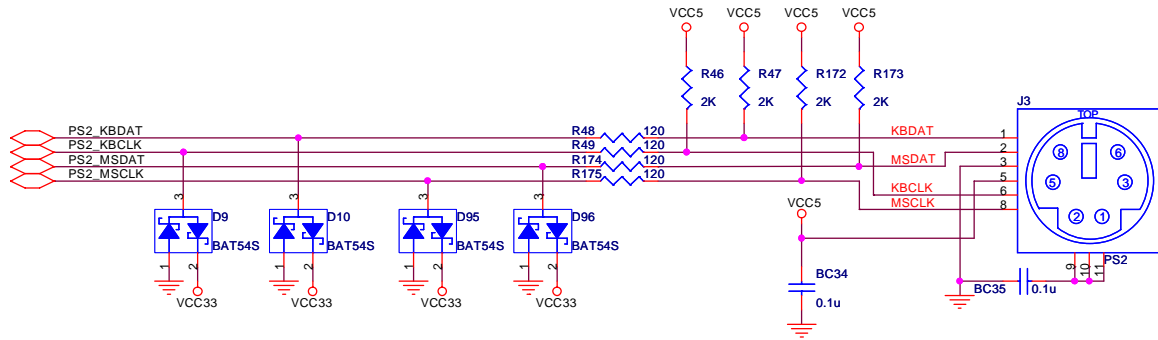 VCC5 VCC5 VCC5 VCC5
R46 R47 R172 R173
2K 2K 2K 2K
J3
TOP
PS2_KBDAT R48 120 KBDAT 1
PS2_KBCLK R49 120 2
PS2_MSDAT R174 120 MSDAT 3
PS2_MSCLK R175 120 5
KBCLK 6
MSCLK 8
8 6
5 3
2 1
3 3 3 3
D9 D10 D95 D96
BAT54S BAT54S BAT54S BAT54S
1 2 1 2 1 2 1 2
VCC33 VCC33 VCC33 VCC33
VCC5
BC34
0.1u
PS2
9 10 11
BC35 0.1u